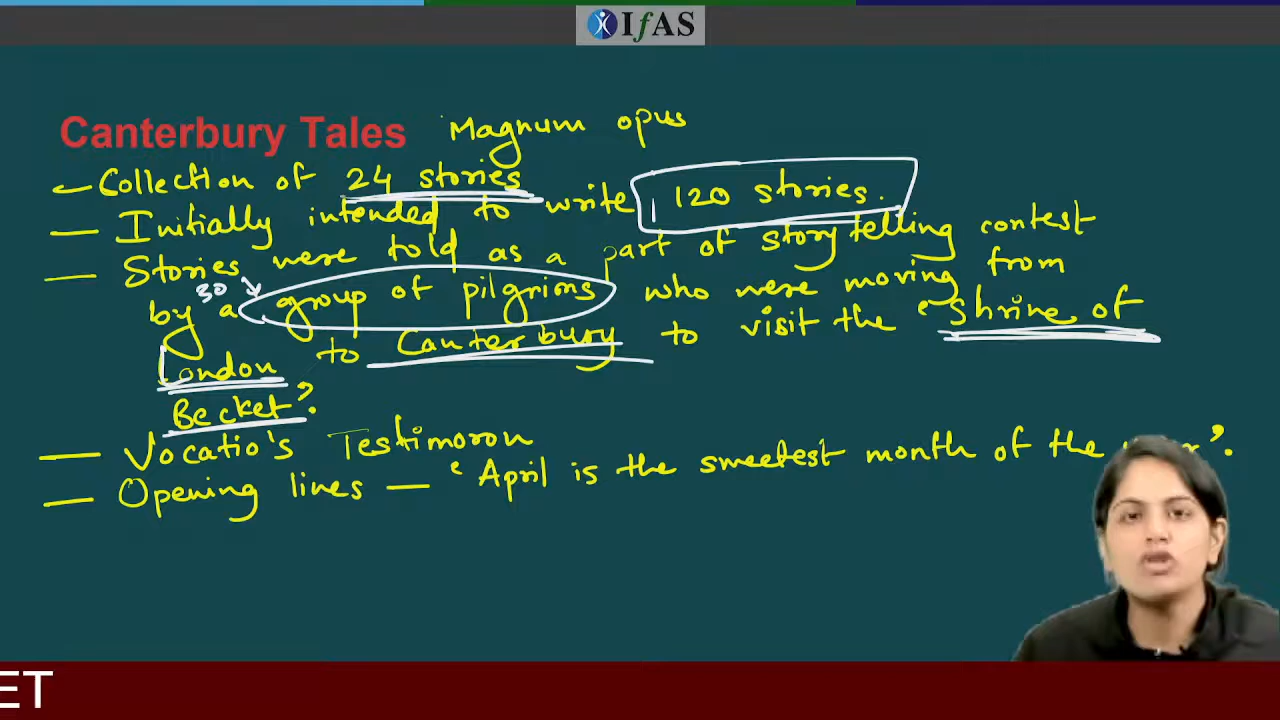 IfAS
Canterbury Tales Magnum opus
– Collection of 24 stories
– Initially intended to write 120 stories.
– Stories were told as a part of storytelling contest
by a 30 group of pilgrims who were moving from
London to Canterbury to visit the 'shrine of
Becket'.
– Vocatio's Testimoron
– Opening lines – 'April is the sweetest month of the
ET